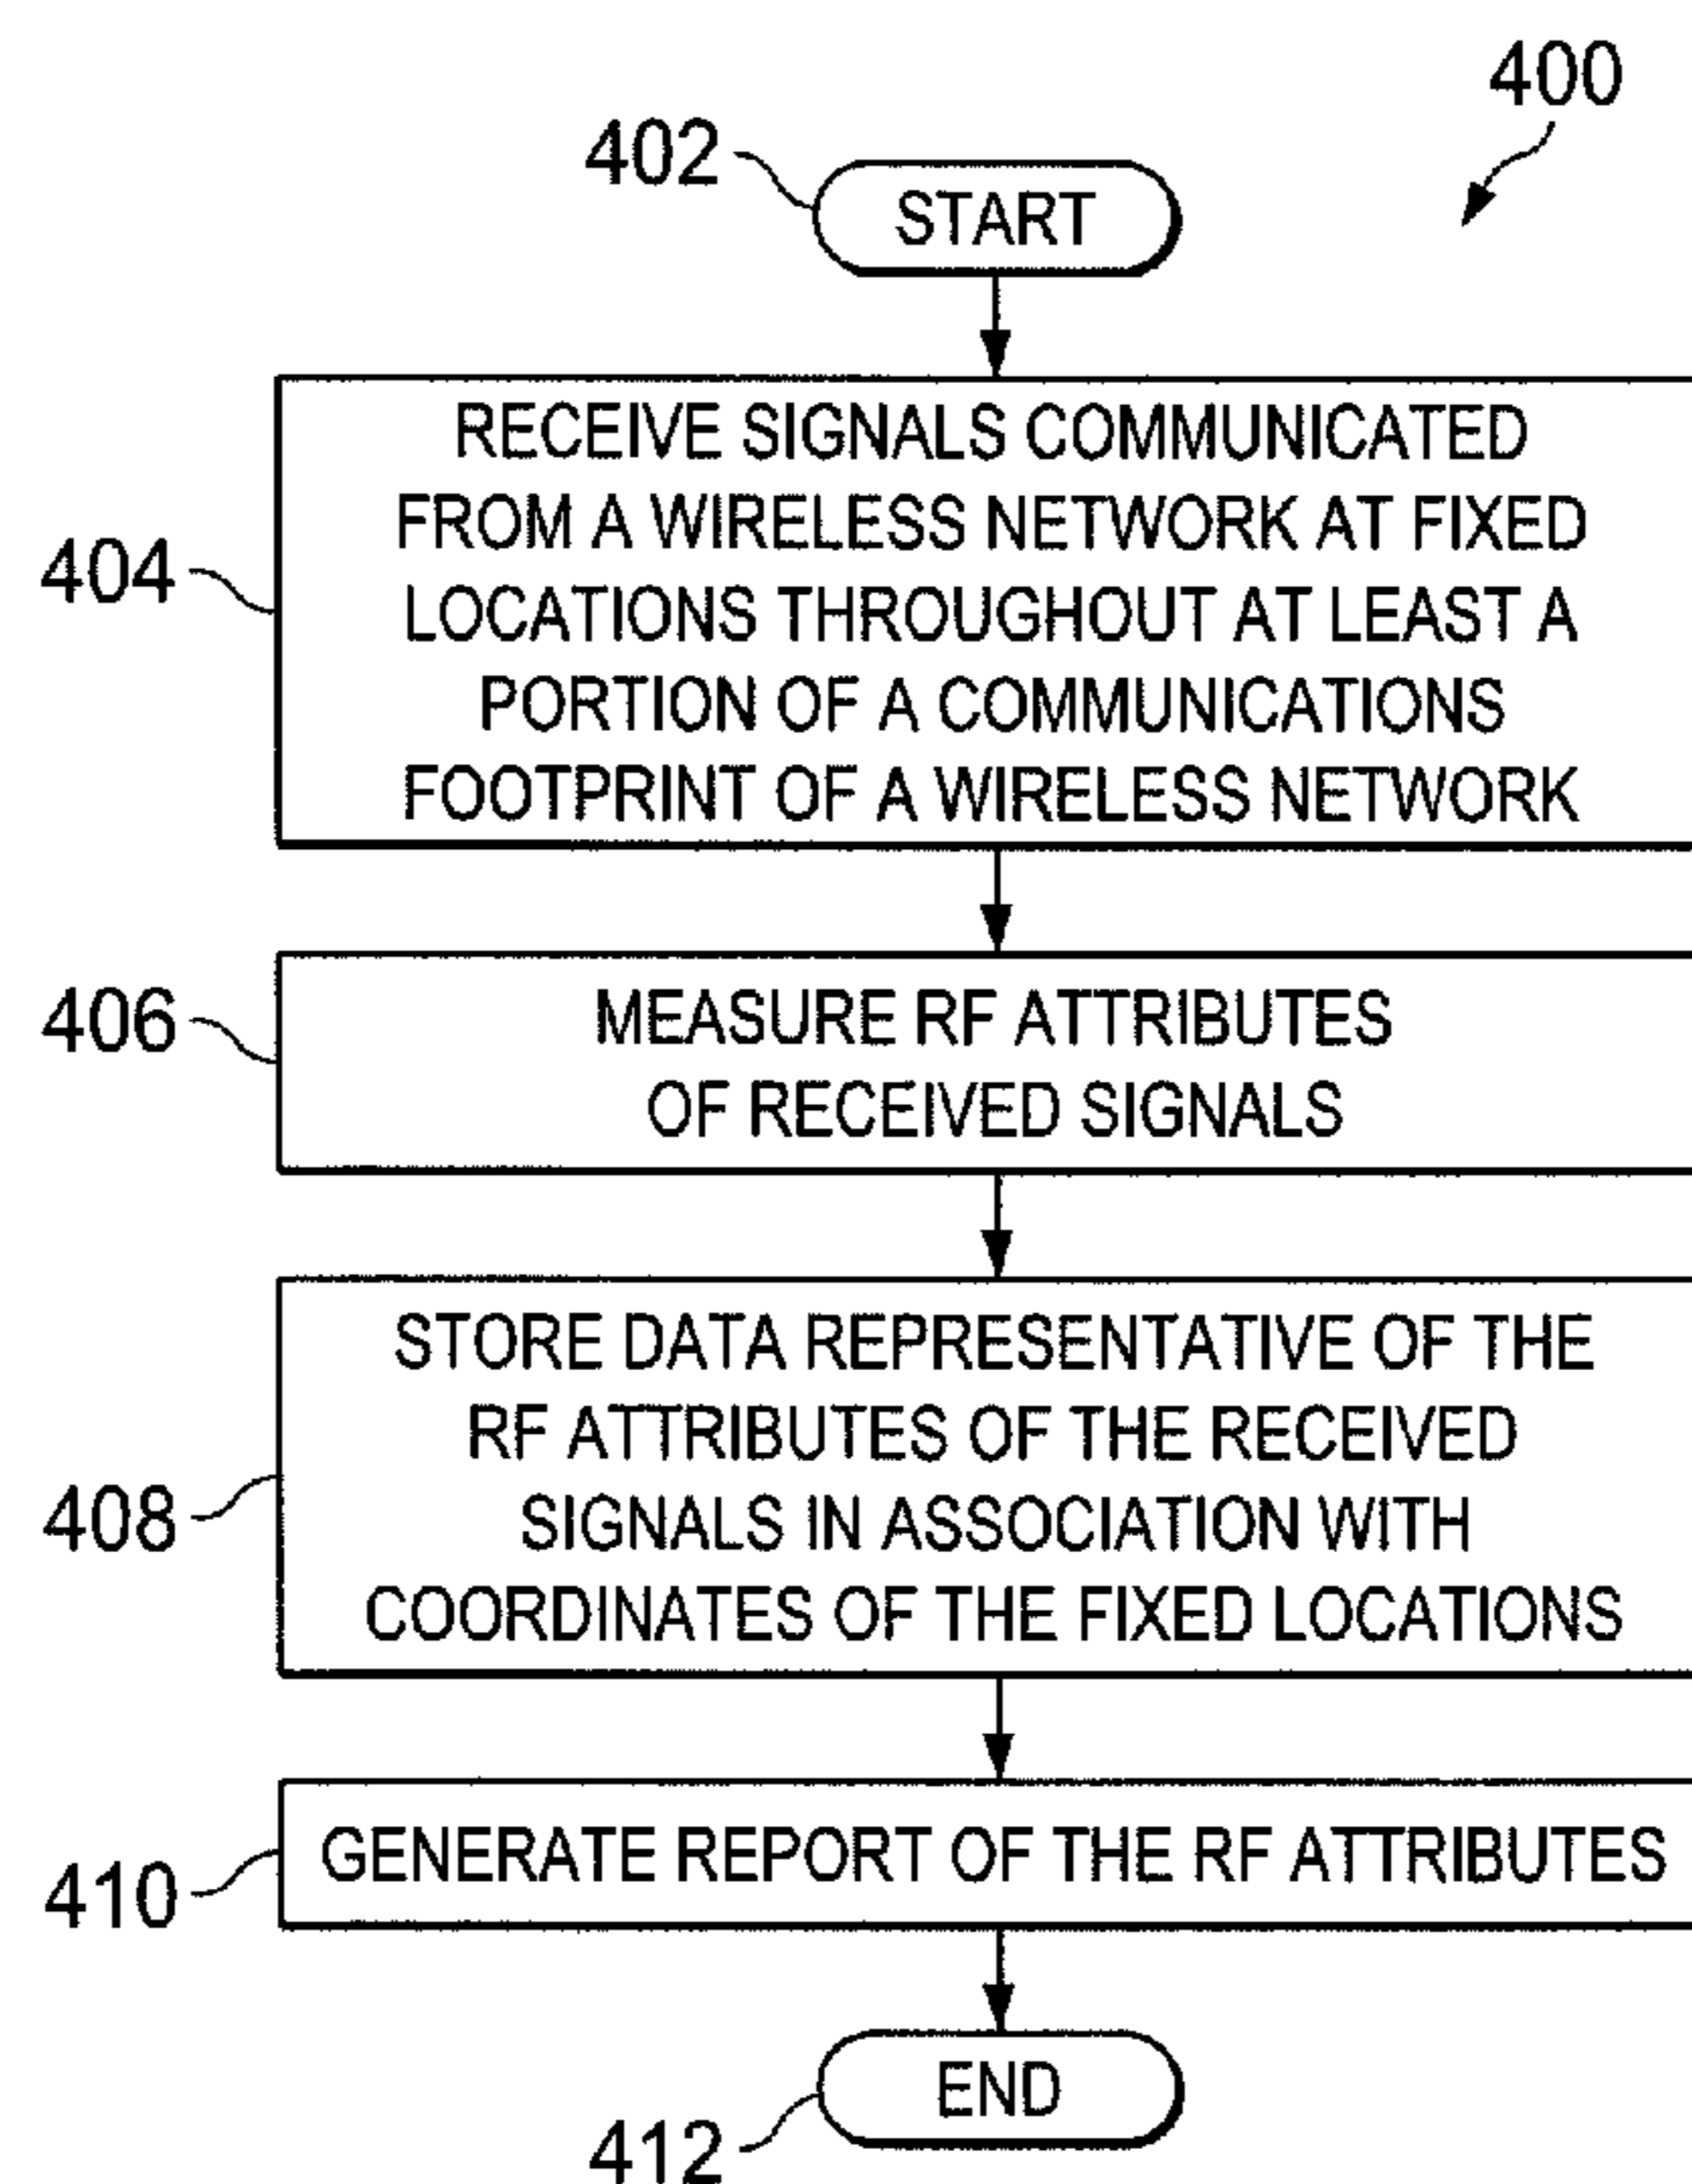 400
402
START
404
RECEIVE SIGNALS COMMUNICATED
FROM A WIRELESS NETWORK AT FIXED
LOCATIONS THROUGHOUT AT LEAST A
PORTION OF A COMMUNICATIONS
FOOTPRINT OF A WIRELESS NETWORK
406
MEASURE RF ATTRIBUTES
OF RECEIVED SIGNALS
408
STORE DATA REPRESENTATIVE OF THE
RF ATTRIBUTES OF THE RECEIVED
SIGNALS IN ASSOCIATION WITH
COORDINATES OF THE FIXED LOCATIONS
410
GENERATE REPORT OF THE RF ATTRIBUTES
END
412